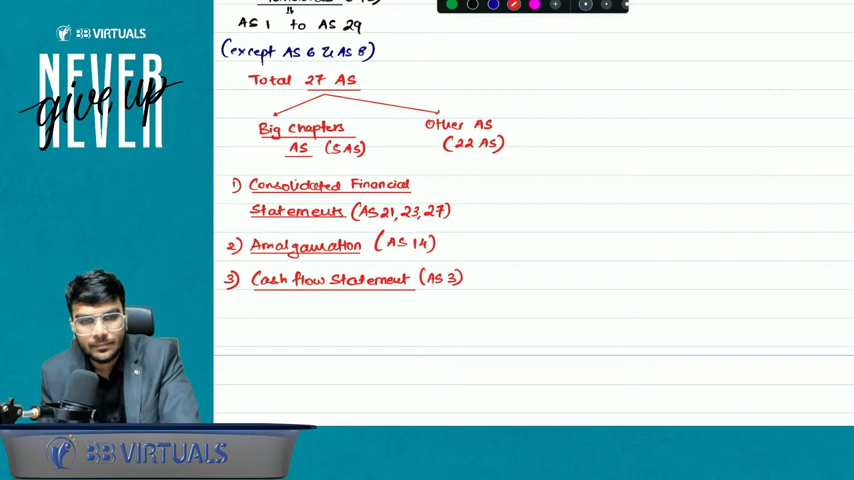 BB VIRTUALS
NEVER
give up
NEVER
AS 1 to AS 29
(except AS 6 & AS 8)
Total 27 AS
Big Chapters
AS (5 AS)
Other AS
(22 AS)
1) Consolidated Financial
Statements (AS 21, 23, 27)
2) Amalgamation (AS 14)
3) Cash flow Statement (AS 3)
BB VIRTUALS